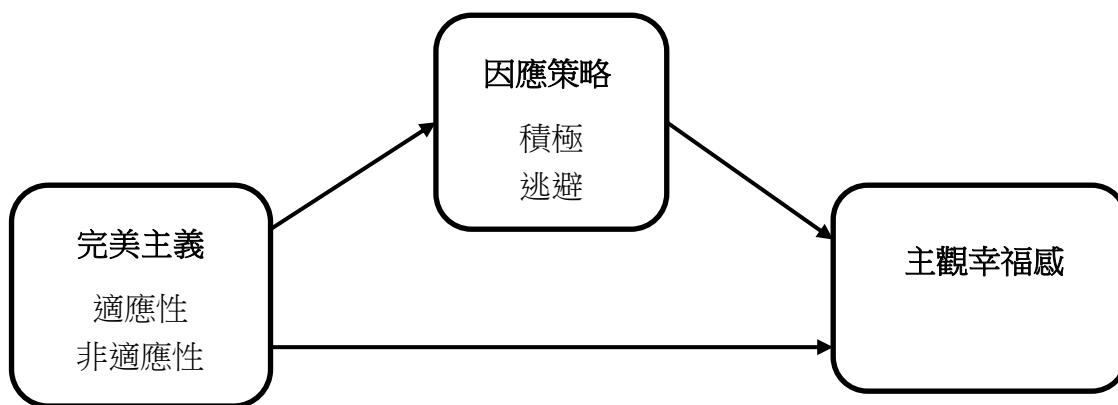 因應策略
積極
逃避
完美主義
適應性
非適應性
主觀幸福感